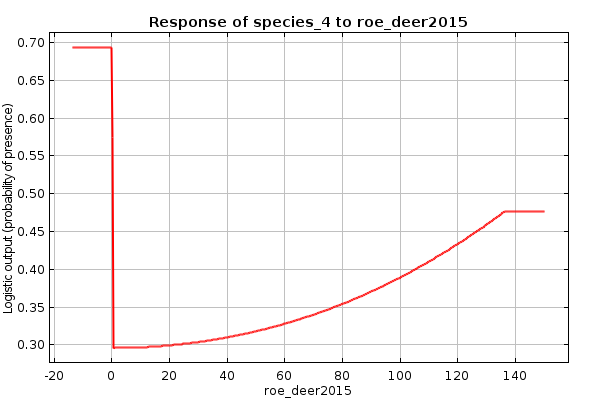 Response of species_4 to roe_deer2015
Logistic output (probability of presence)
0.70
0.65
0.60
0.55
0.50
0.45
0.40
0.35
0.30
-20 0 20 40 60 80 100 120 140
roe_deer2015